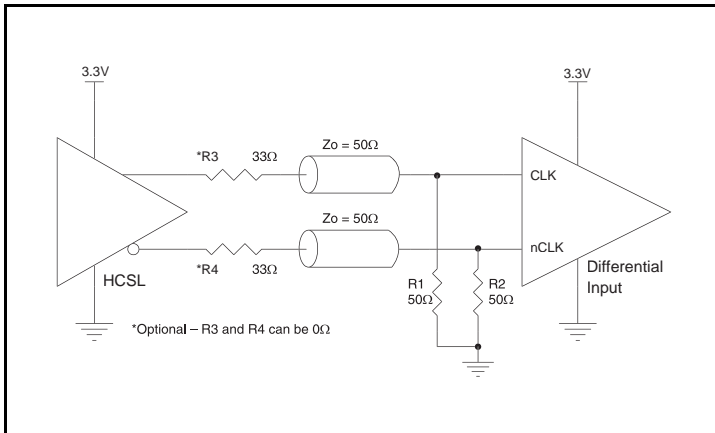 3.3V
3.3V
*R3 33Ω
Zo = 50Ω
CLK
Zo = 50Ω
nCLK
HCSL
*R4 33Ω
R1
50Ω
R2
50Ω
Differential
Input
*Optional – R3 and R4 can be 0Ω